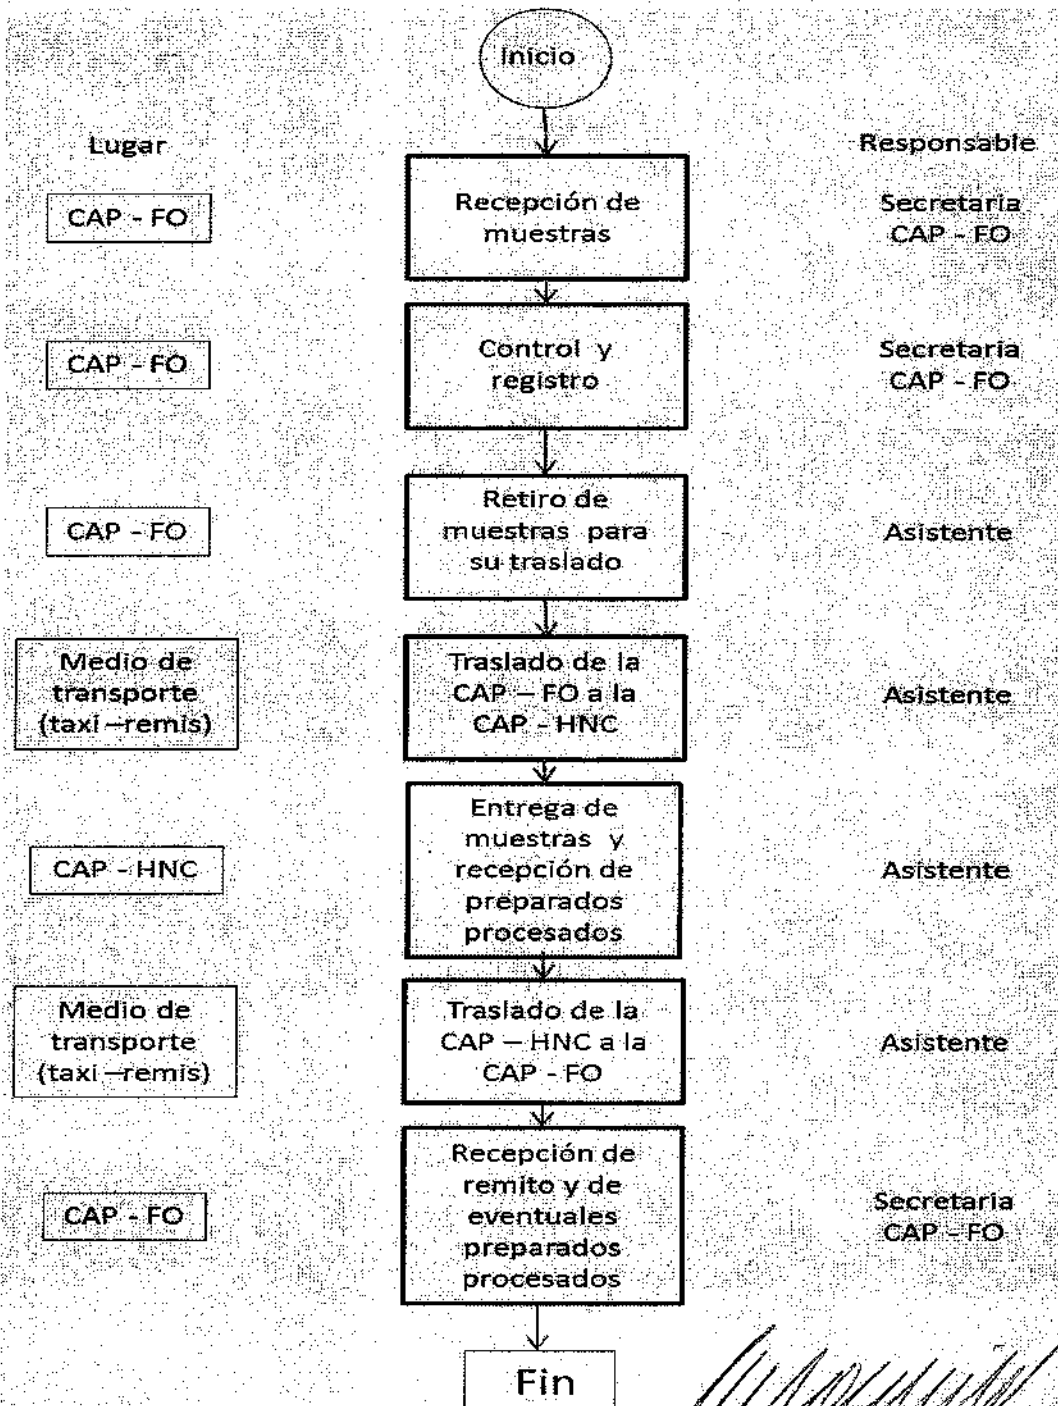 Inicio
Lugar
Responsable
CAP - FO
Recepción de
muestras
Secretaria
CAP - FO
CAP - FO
Control y
registro
Secretaria
CAP - FO
CAP - FO
Retiro de
muestras para
su traslado
Asistente
Medio de
transporte
(taxi – remis)
Traslado de la
CAP – FO a la
CAP - HNC
Asistente
CAP - HNC
Entrega de
muestras y
recepción de
preparados
procesados
Asistente
Medio de
transporte
(taxi – remis)
Traslado de la
CAP – HNC a la
CAP - FO
Asistente
CAP - FO
Recepción de
remito y de
eventuales
preparados
procesados
Secretaria
CAP - FO
Fin